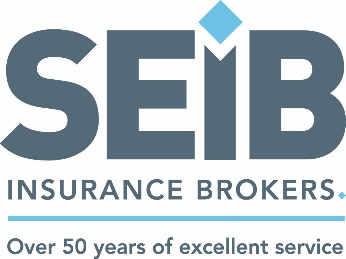 SEiB
INSURANCE BROKERS.
Over 50 years of excellent service